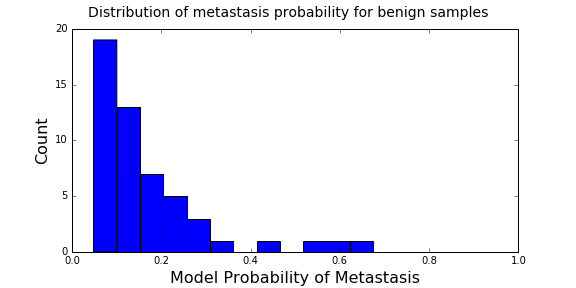 Distribution of metastasis probability for benign samples
20
15
10
5
0
Count
0.0 0.2 0.4 0.6 0.8 1.0
Model Probability of Metastasis